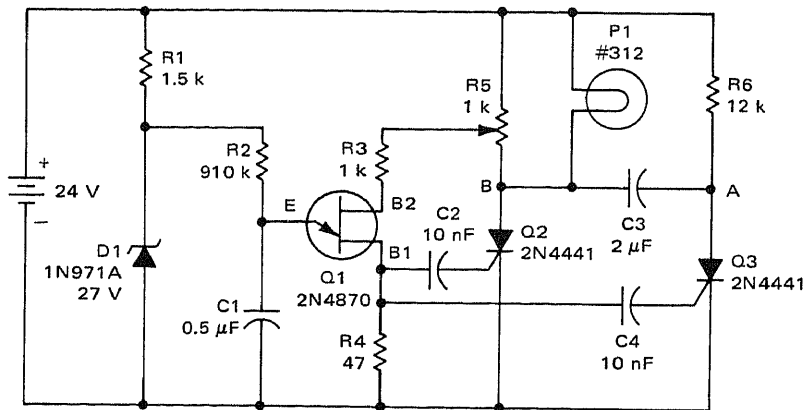 R1
1.5 k
P1
#312
R5
1 k
R6
12 k
R2
910 k
R3
1 k
+
24 V
−
E
B2
B
A
C2
10 nF
Q2
2N4441
C3
2 μF
D1
1N971A
27 V
B1
Q1
2N4870
Q3
2N4441
C1
0.5 μF
R4
47
C4
10 nF